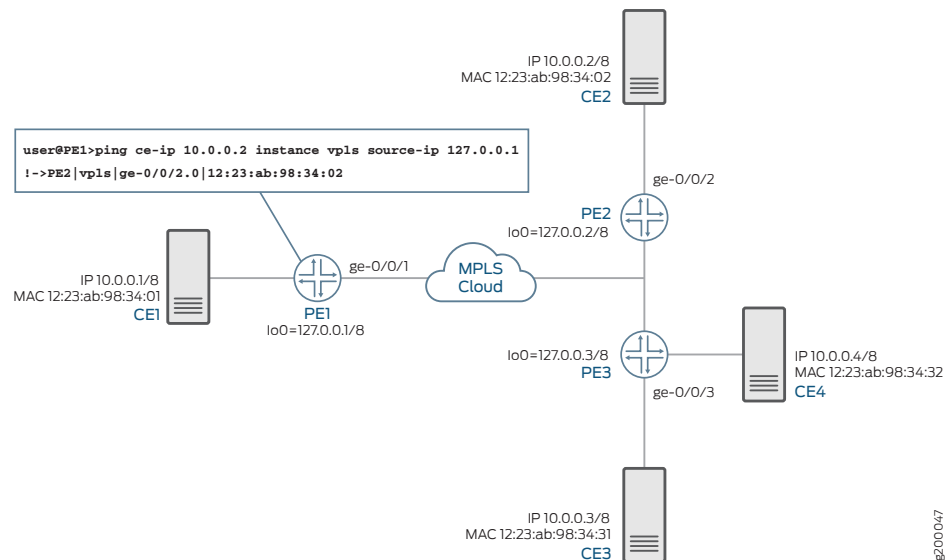 IP 10.0.0.2/8
MAC 12:23:ab:98:34:02
CE2
user@PE1>ping ce-ip 10.0.0.2 instance vpls source-ip 127.0.0.1
!->PE2|vpls|ge-0/0/2.0|12:23:ab:98:34:02
ge-0/0/2
PE2
lo0=127.0.0.2/8
IP 10.0.0.1/8
MAC 12:23:ab:98:34:01
CE1
ge-0/0/1
PE1
lo0=127.0.0.1/8
MPLS
Cloud
lo0=127.0.0.3/8
PE3
ge-0/0/3
IP 10.0.0.4/8
MAC 12:23:ab:98:34:32
CE4
IP 10.0.0.3/8
MAC 12:23:ab:98:34:31
CE3
g200047